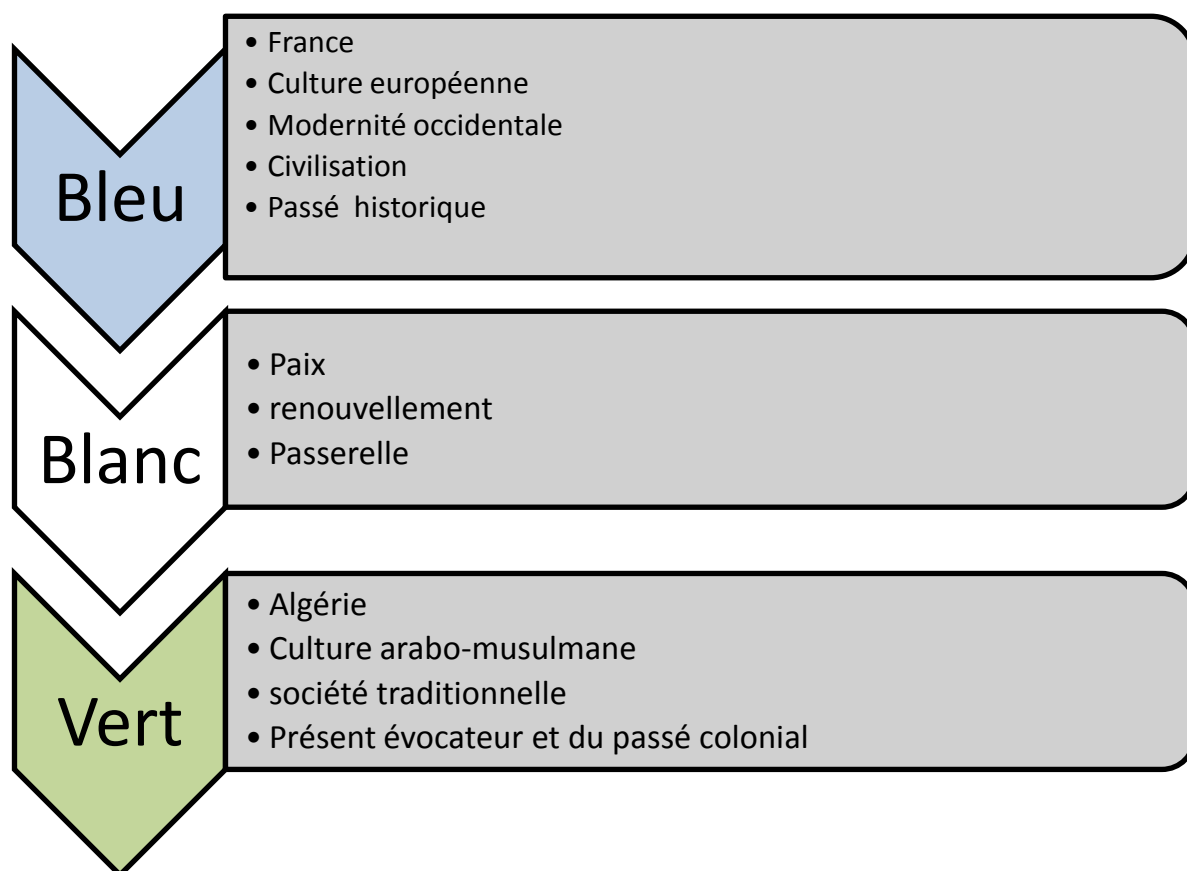 Bleu
• France
• Culture européenne
• Modernité occidentale
• Civilisation
• Passé historique
Blanc
• Paix
• renouvellement
• Passerelle
Vert
• Algérie
• Culture arabo-musulmane
• société traditionnelle
• Présent évocateur et du passé colonial